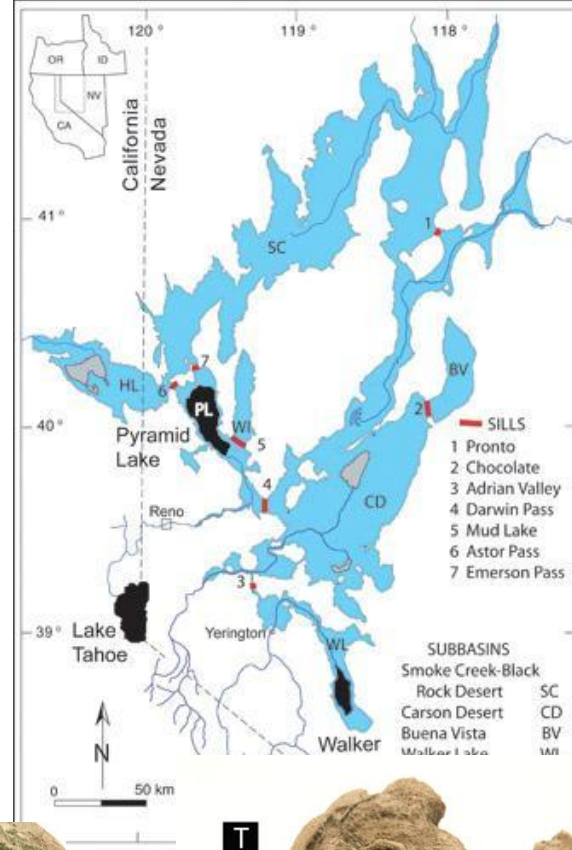 120 °
119 °
118 °
OR
ID
NV
CA
California
Nevada
41 °
1
SC
7
6
HL
PL
BV
2
WI
5
40 °
Pyramid
Lake
SILLS
1 Pronto
2 Chocolate
3 Adrian Valley
4 Darwin Pass
5 Mud Lake
6 Astor Pass
7 Emerson Pass
4
CD
Reno
3
39 °
Lake
Tahoe
Yerington
WL
SUBBASINS
Smoke Creek-Black
Rock Desert SC
Carson Desert CD
Buena Vista BV
Walker Lake WL
Walker
N
0 50 km
T